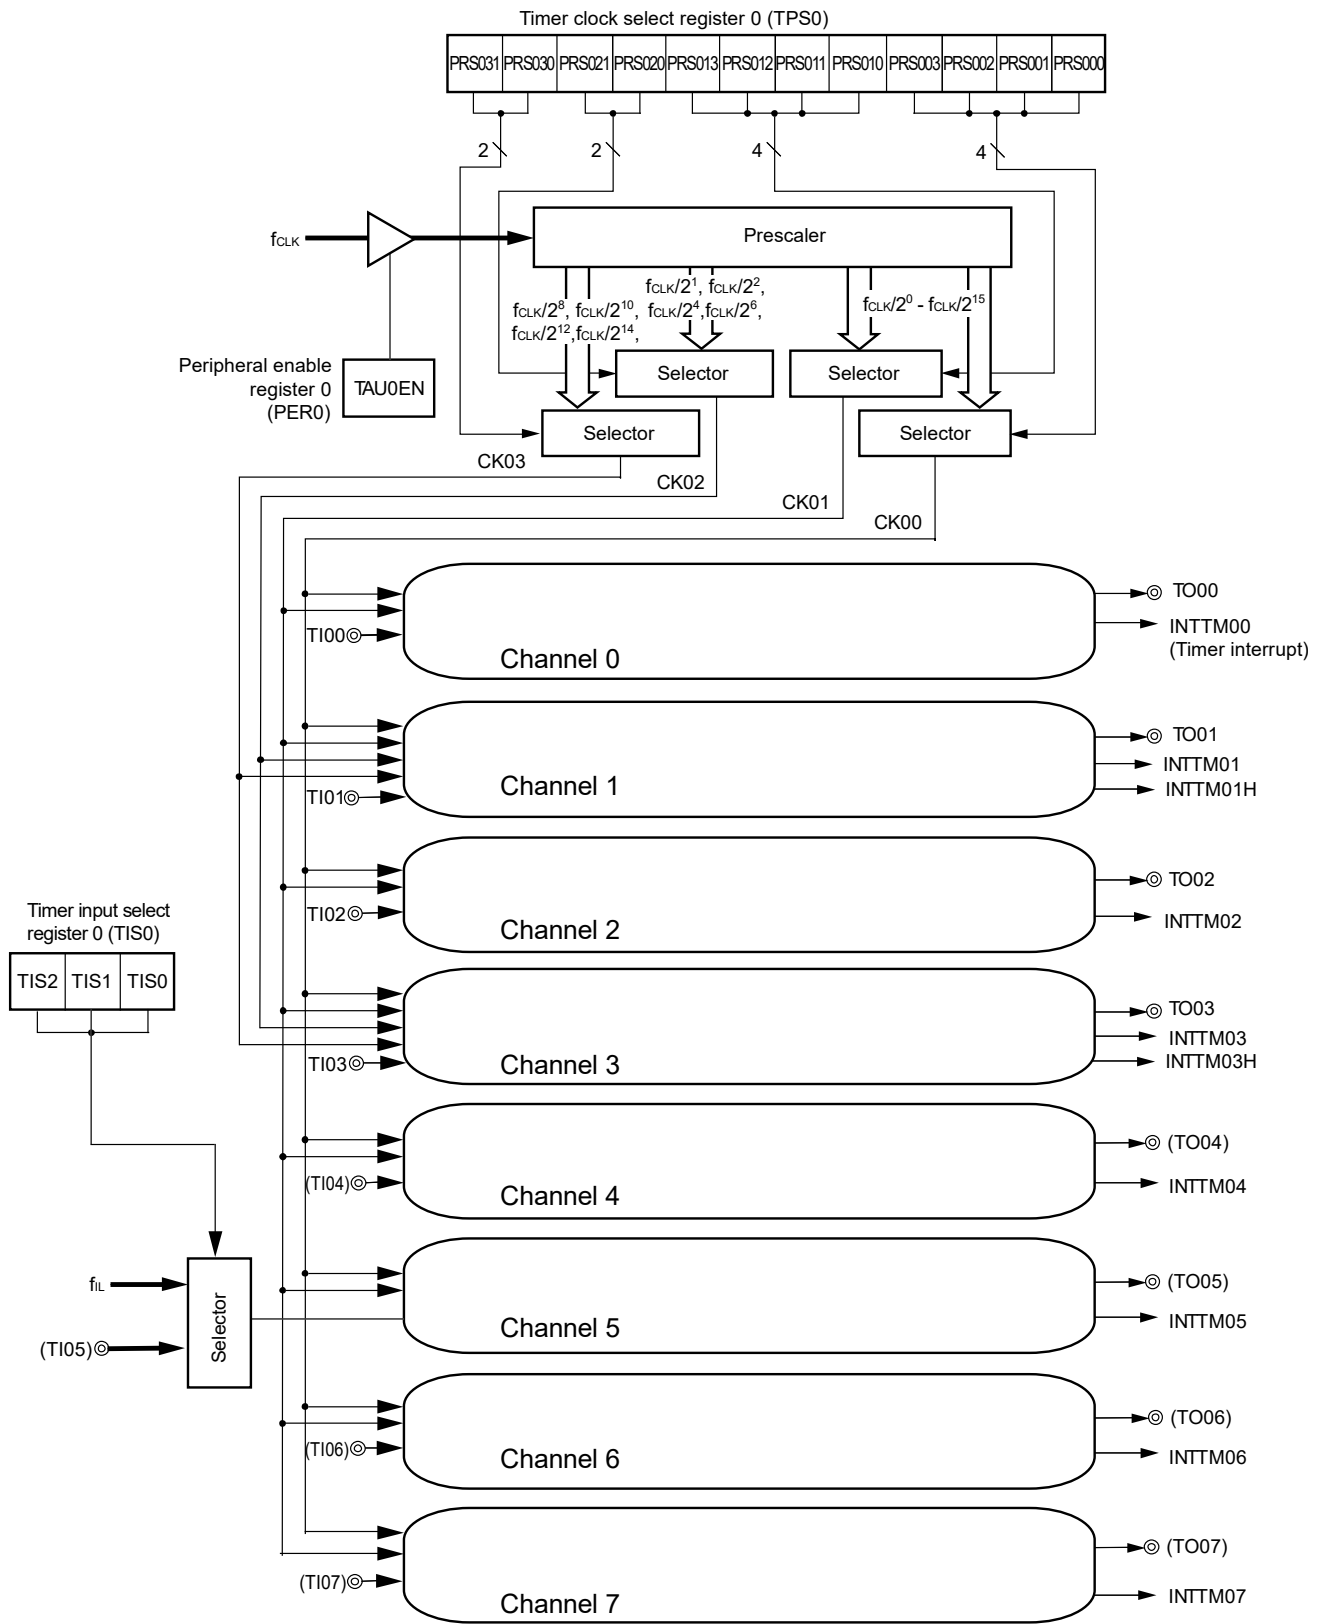 Timer clock select register 0 (TPS0)
PRS031 PRS030 PRS021 PRS020 PRS013 PRS012 PRS011 PRS010 PRS003 PRS002 PRS001 PRS000
2 2 4 4
fCLK
Prescaler
fCLK/2^1, fCLK/2^2,
fCLK/2^4,fCLK/2^6,
fCLK/2^8, fCLK/2^10,
fCLK/2^12,fCLK/2^14,
fCLK/2^0 - fCLK/2^15
Peripheral enable
register 0
(PER0)
TAU0EN
Selector
Selector
Selector
Selector
CK03
CK02
CK01
CK00
TI00
Channel 0
TO00
INTTM00
(Timer interrupt)
TI01
Channel 1
TO01
INTTM01
INTTM01H
TI02
Channel 2
TO02
INTTM02
Timer input select
register 0 (TIS0)
TIS2 TIS1 TIS0
TI03
Channel 3
TO03
INTTM03
INTTM03H
(TI04)
Channel 4
(TO04)
INTTM04
fIL
(TI05)
Selector
Channel 5
(TO05)
INTTM05
(TI06)
Channel 6
(TO06)
INTTM06
(TI07)
Channel 7
(TO07)
INTTM07